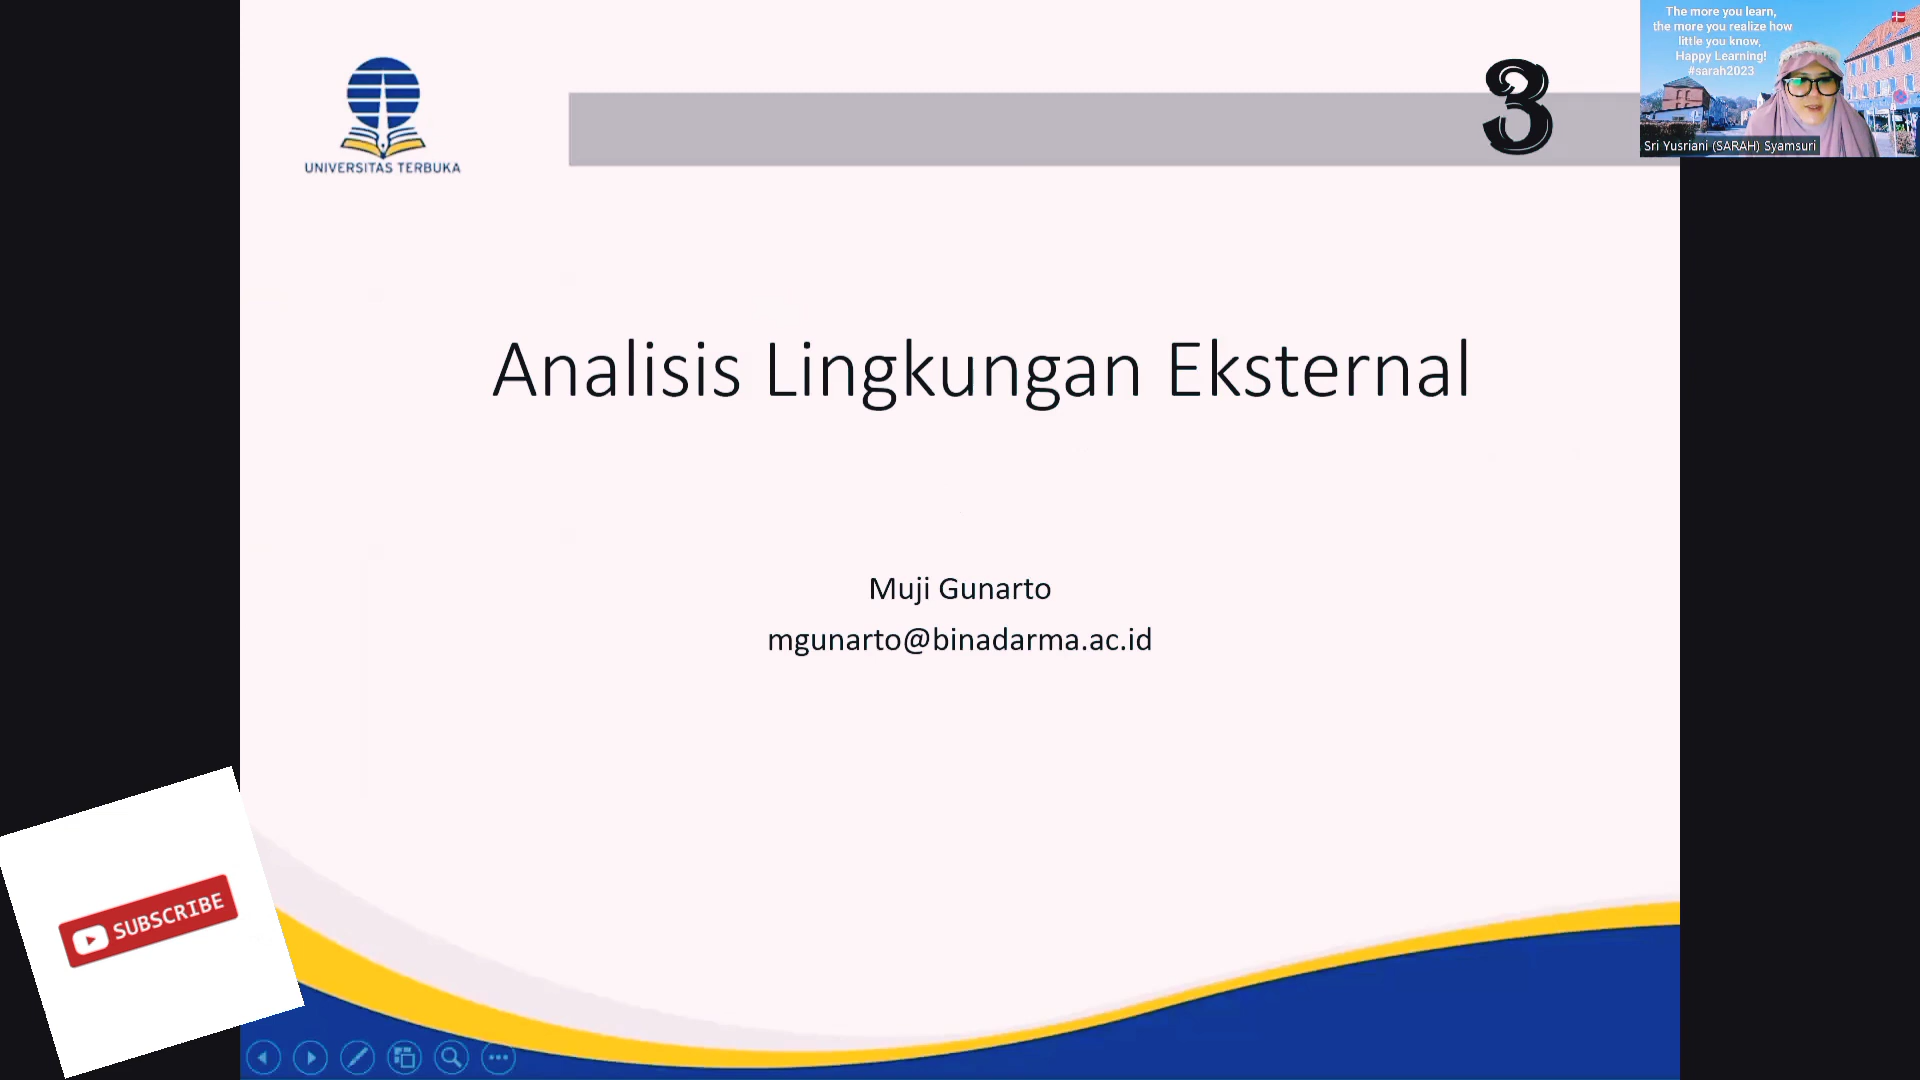 UNIVERSITAS TERBUKA
3
The more you learn,
the more you realize how
little you know,
Happy Learning!
#sarah2023
Sri Yusriani (SARAH) Syamsuri
Analisis Lingkungan Eksternal
Muji Gunarto
mgunarto@binadarma.ac.id
SUBSCRIBE